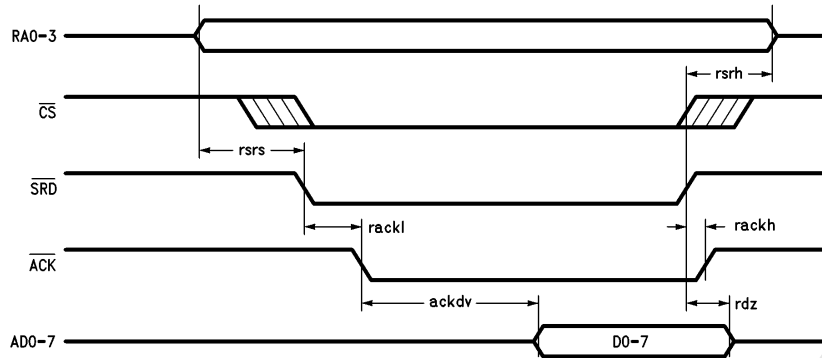 RA0-3
rsrh
CS
rsrs
SRD
rackl
rackh
ACK
ackdv
rdz
AD0-7
D0-7